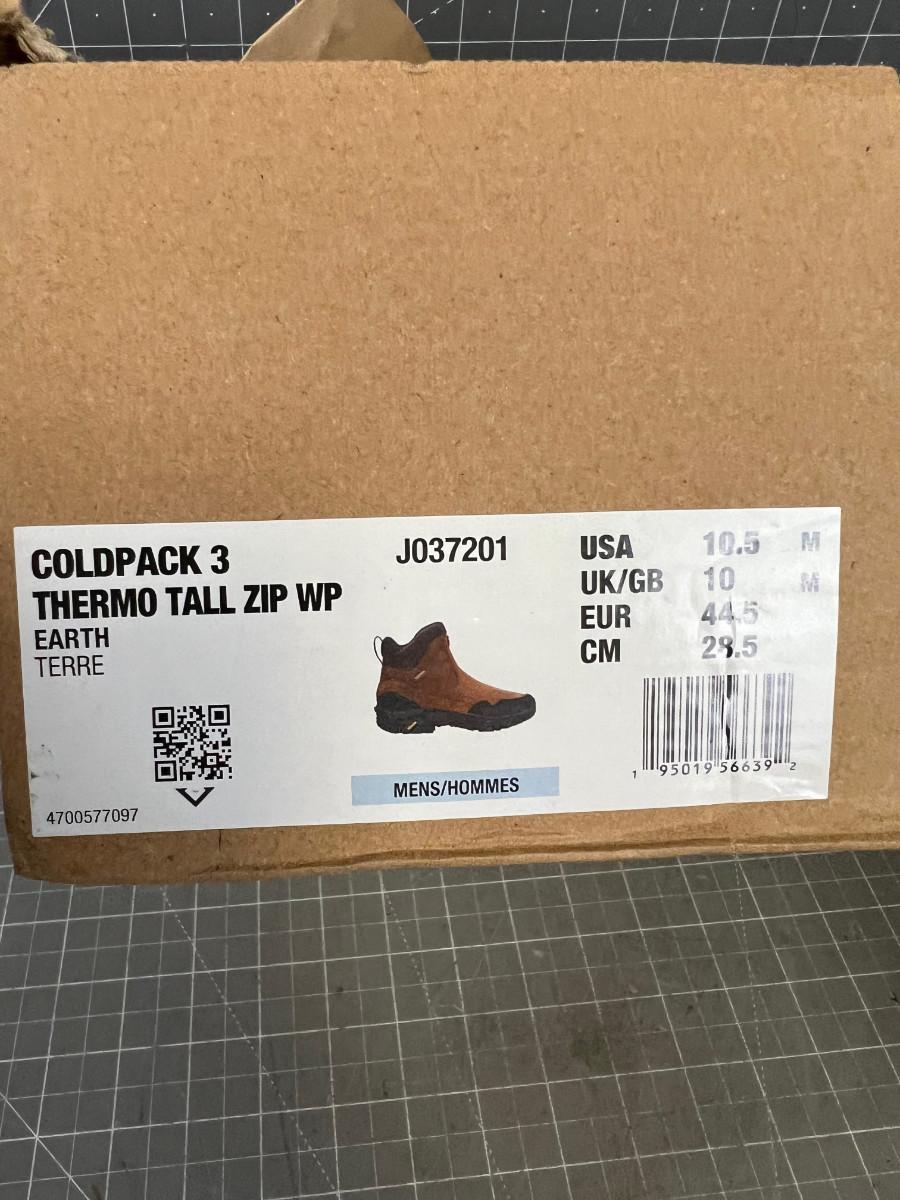 COLDPACK 3
THERMO TALL ZIP WP
EARTH
TERRE
4700577097
J037201
MENS/HOMMES
USA 10.5 M
UK/GB 10 M
EUR 44.5
CM 28.5
1 95019 56639 2